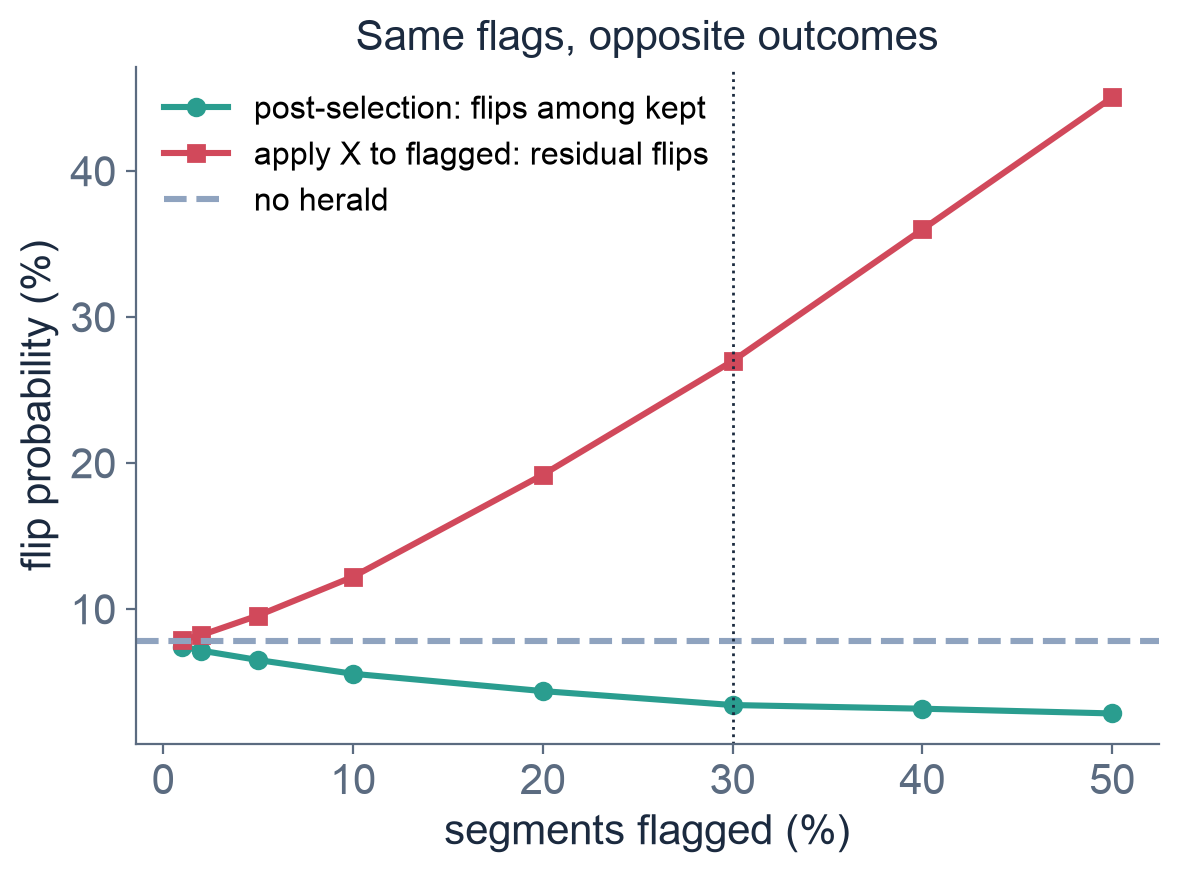 Same flags, opposite outcomes
post-selection: flips among kept
apply X to flagged: residual flips
no herald
flip probability (%)
40
30
20
10
0 10 20 30 40 50
segments flagged (%)